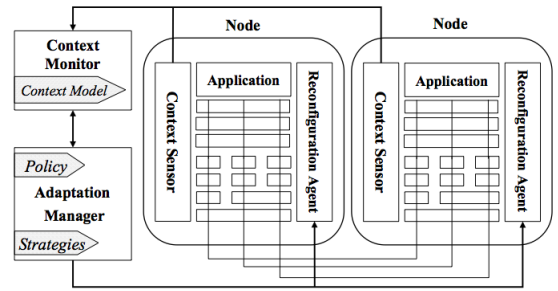 Node
Node
Context
Monitor
Context Model
Policy
Adaptation
Manager
Strategies
Context Sensor
Application
Reconfiguration Agent
Context Sensor
Application
Reconfiguration Agent